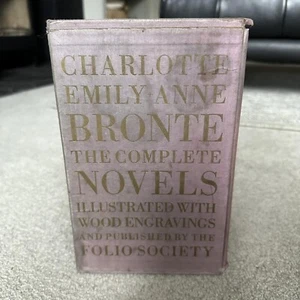 CHARLOTTE
EMILY ANNE
BRONTE
THE COMPLETE
NOVELS
ILLUSTRATED WITH
WOOD ENGRAVINGS
AND PUBLISHED BY THE
FOLIO SOCIETY